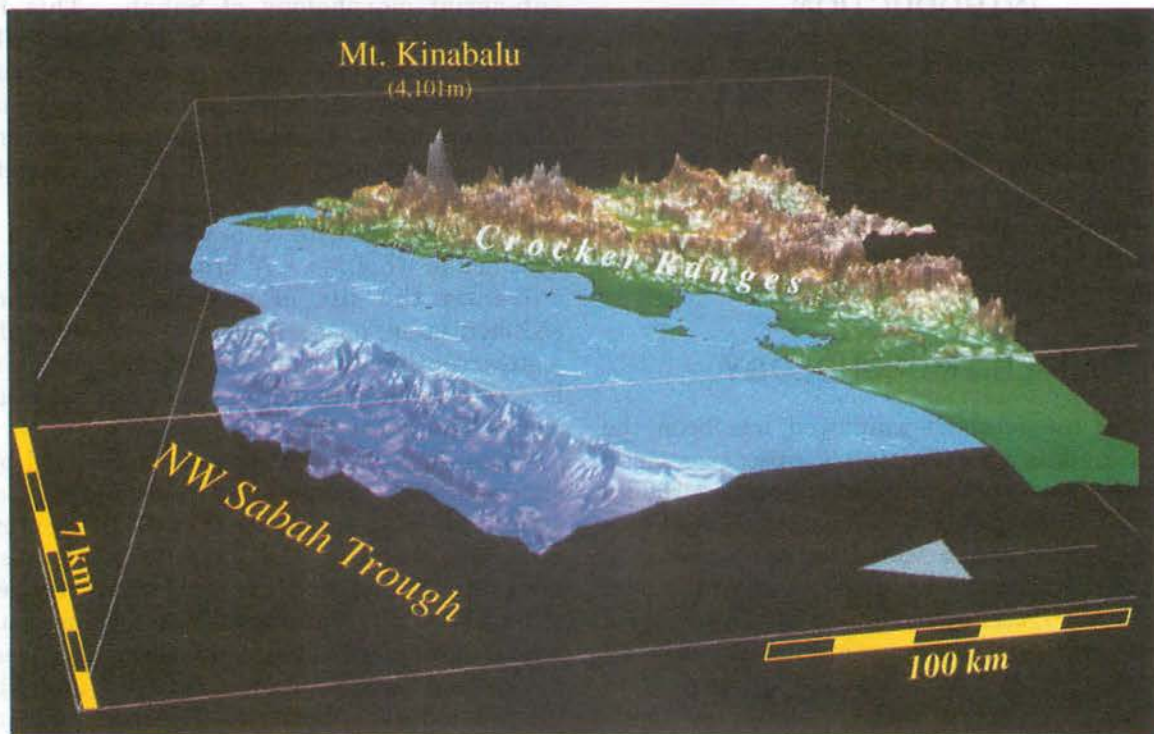 Mt. Kinabalu
(4,101m)
Crocker Ranges
NW Sabah Trough
7 km
100 km